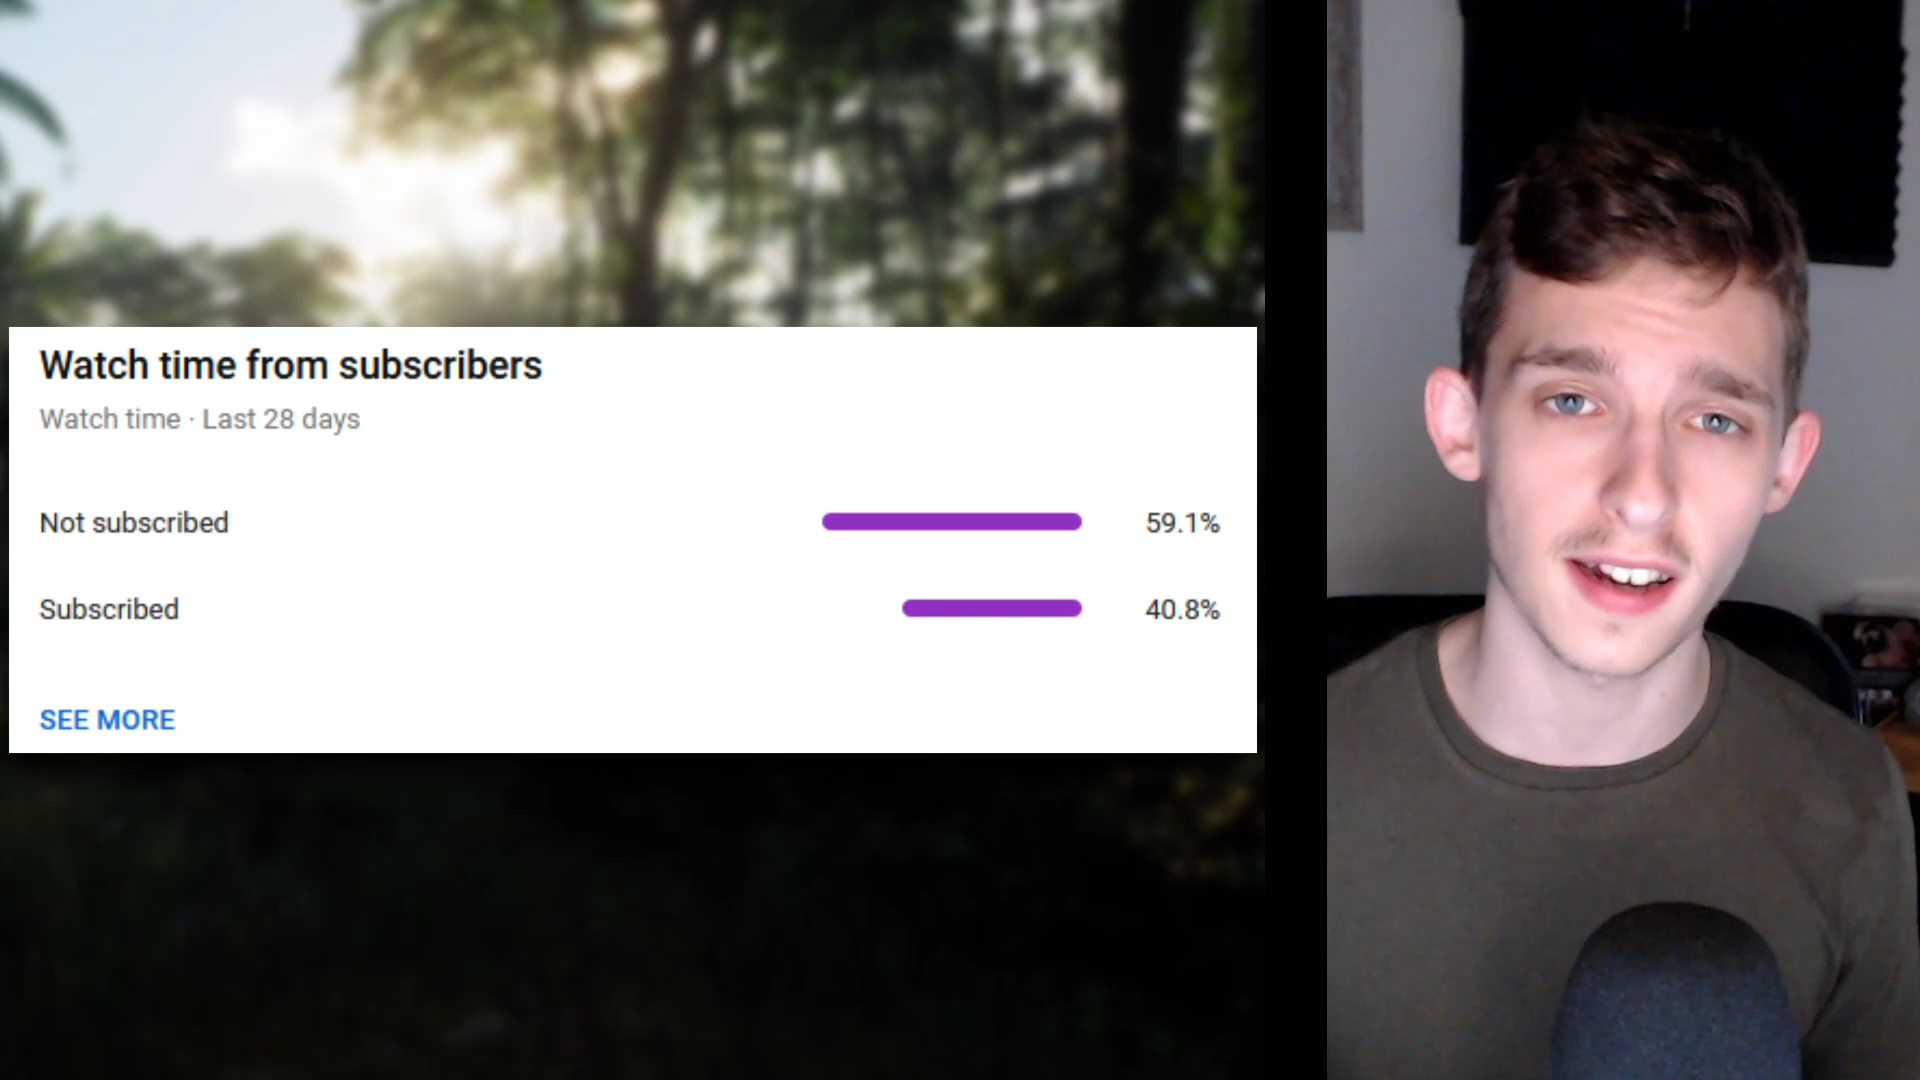 Watch time from subscribers
Watch time · Last 28 days
Not subscribed 59.1%
Subscribed 40.8%
SEE MORE